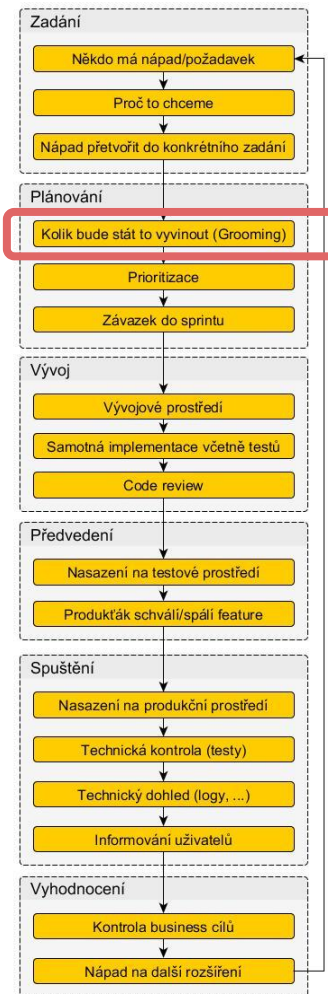 Zadání
Někdo má nápad/požadavek
Proč to chceme
Nápad přetvořit do konkrétního zadání
Plánování
Kolik bude stát to vyvinout (Grooming)
Prioritizace
Závazek do sprintu
Vývoj
Vývojové prostředí
Samotná implementace včetně testů
Code review
Předvedení
Nasazení na testové prostředí
Produkťák schválí/spálí feature
Spuštění
Nasazení na produkční prostředí
Technická kontrola (testy)
Technický dohled (logy, ...)
Informování uživatelů
Vyhodnocení
Kontrola business cílů
Nápad na další rozšíření